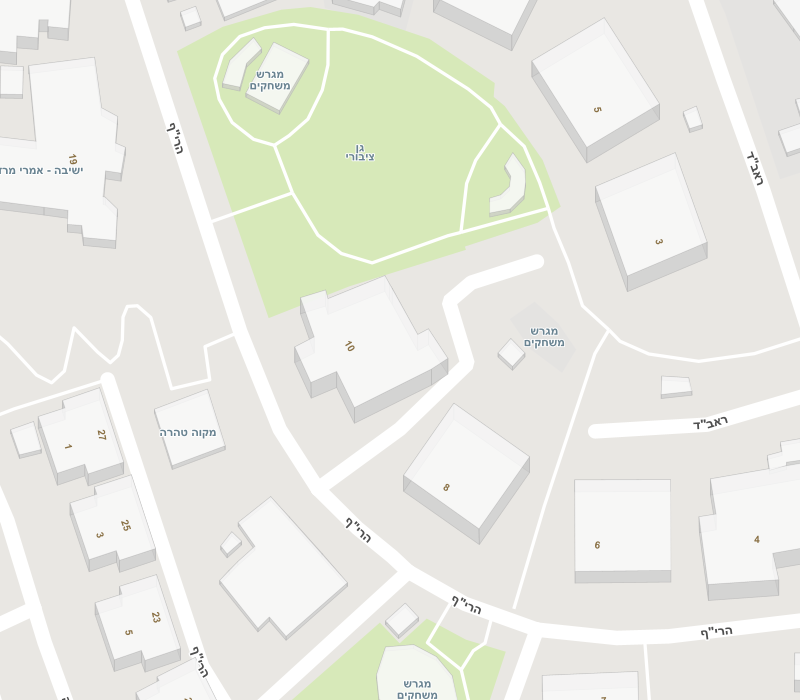 מגרש
משחקים
5
הרי"ף
גן
ציבורי
19
ראב"ד
ישיבה - אמרי
3
מגרש
משחקים
10
ראב"ד
27
מקווה טהרה
1
8
25
3
הרי"ף
6
4
הרי"ף
23
5
הרי"ף
הרי"ף
מגרש
משחקים